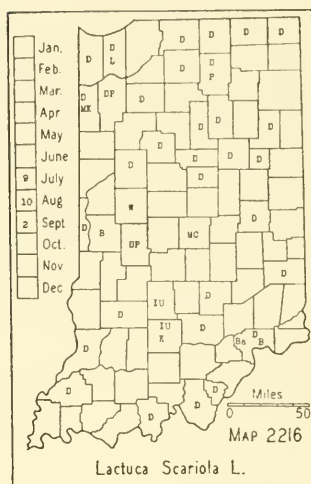 Jan.
Feb.
Mar.
Apr
May
June
9 July
10 Aug
2 Sept
Oct.
Nov
Dec
D D D D D
L D D
P
D DP D
MK
D D D
D
D D D
D
W D
D B MC
DP
D
IU D
D IU D D
K Ba B
D
D D D
D
Miles
0 50
MAP 2216
Lactuca Scariola L.